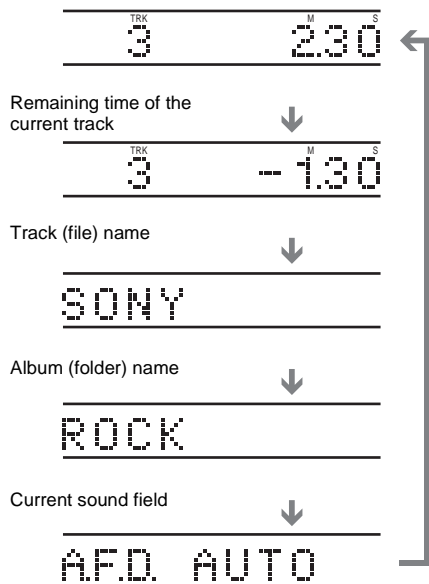 TRK M S
3 2.30
Remaining time of the
current track
TRK M S
3 –1.30
Track (file) name
SONY
Album (folder) name
ROCK
Current sound field
A.F.D. AUTO